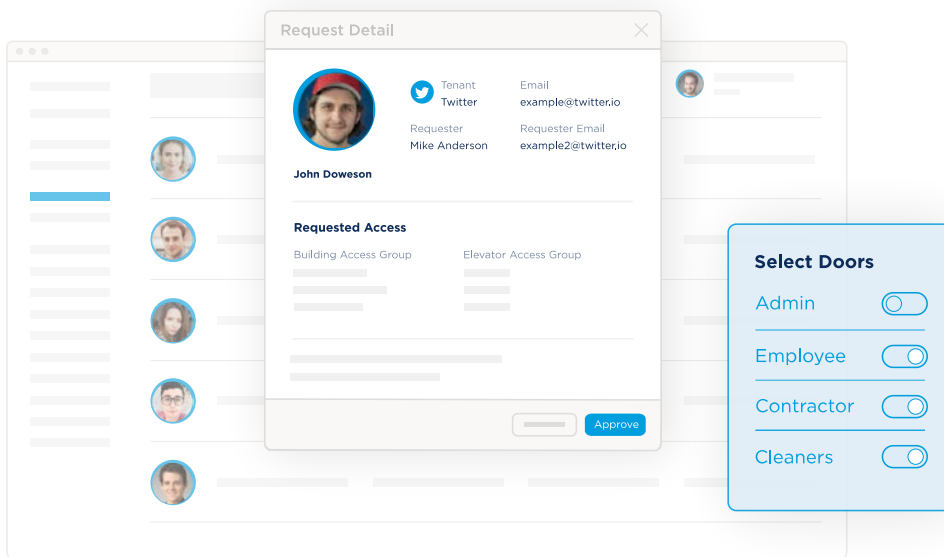 Request Detail
Tenant
Twitter
Email
example@twitter.io
Requester
Mike Anderson
Requester Email
example2@twitter,io
John Doweson
Requested Access
Building Access Group
Elevator Access Group
Approve
Select Doors
Admin
Employee
Contractor
Cleaners